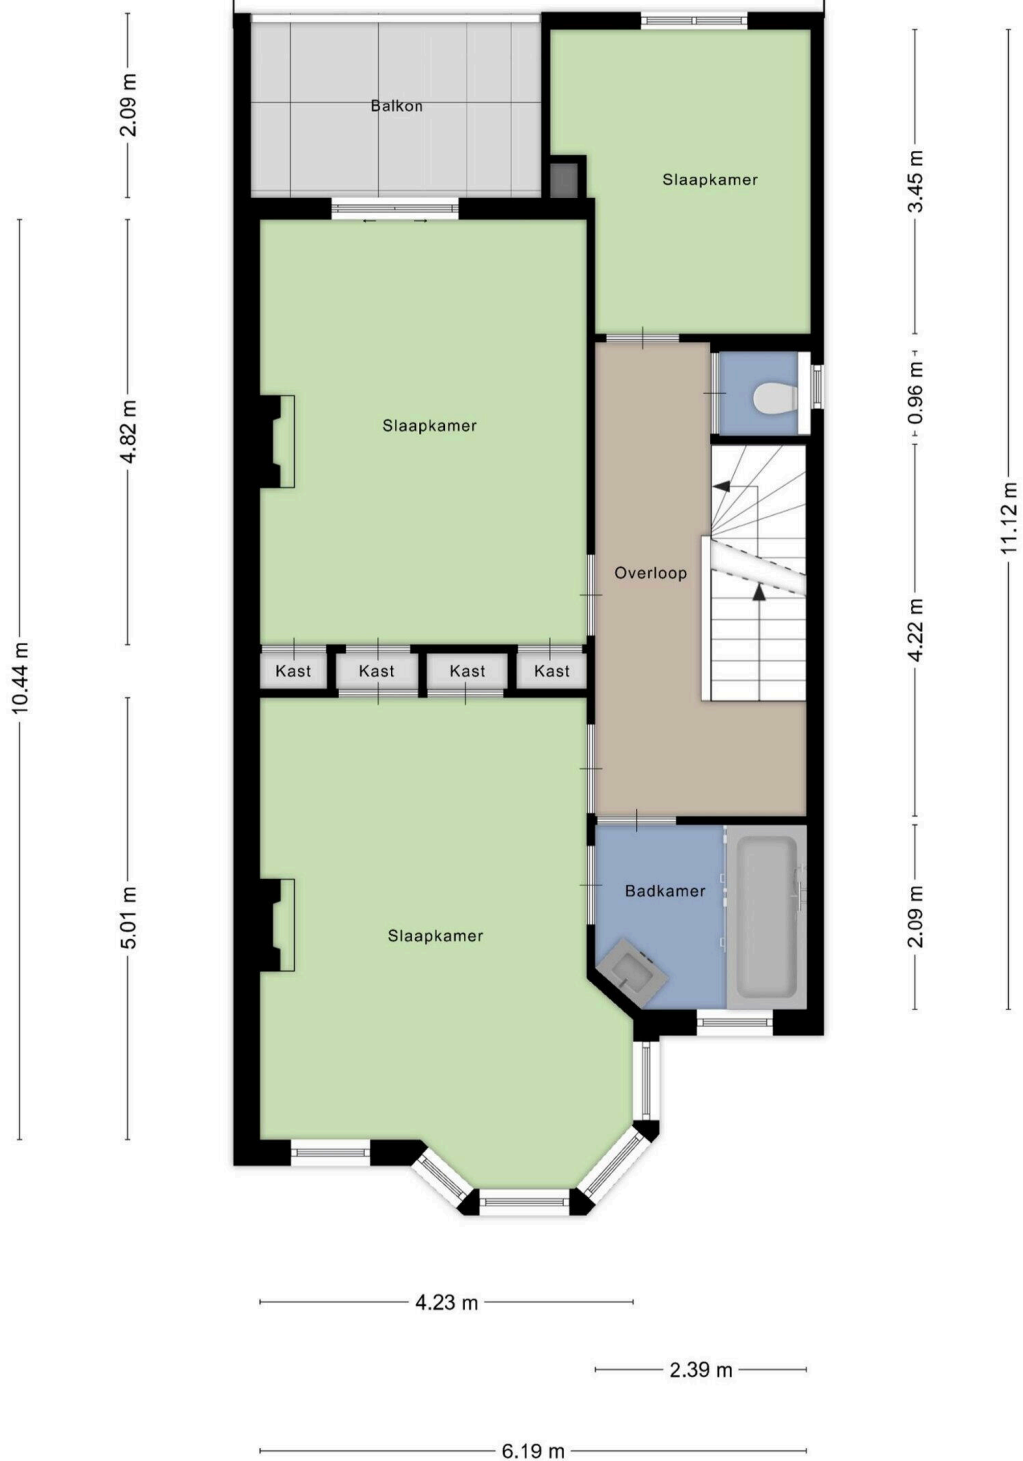 Balkon
2.09 m
Slaapkamer
3.45 m
Slaapkamer
4.82 m
0.96 m
11.12 m
Overloop
4.22 m
10.44 m
Kast
Kast
Kast
Kast
Badkamer
5.01 m
2.09 m
Slaapkamer
4.23 m
2.39 m
6.19 m